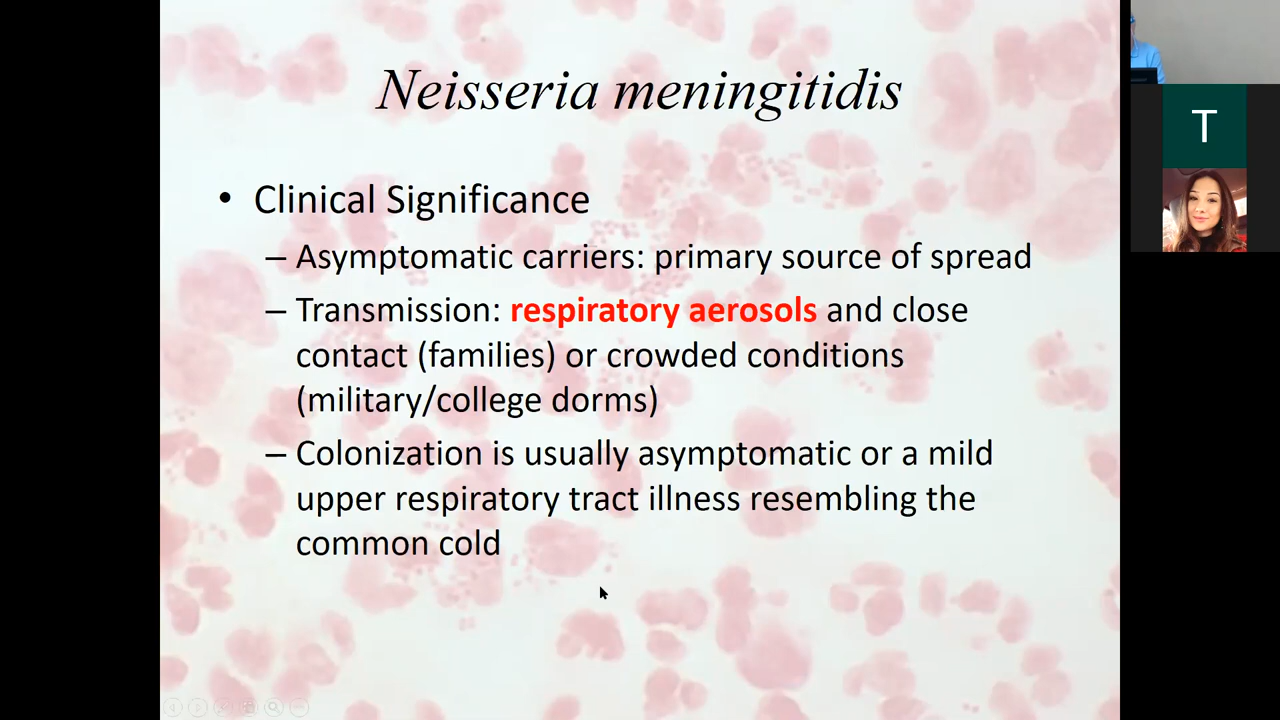 Neisseria meningitidis
• Clinical Significance
– Asymptomatic carriers: primary source of spread
– Transmission: respiratory aerosols and close
contact (families) or crowded conditions
(military/college dorms)
– Colonization is usually asymptomatic or a mild
upper respiratory tract illness resembling the
common cold
T